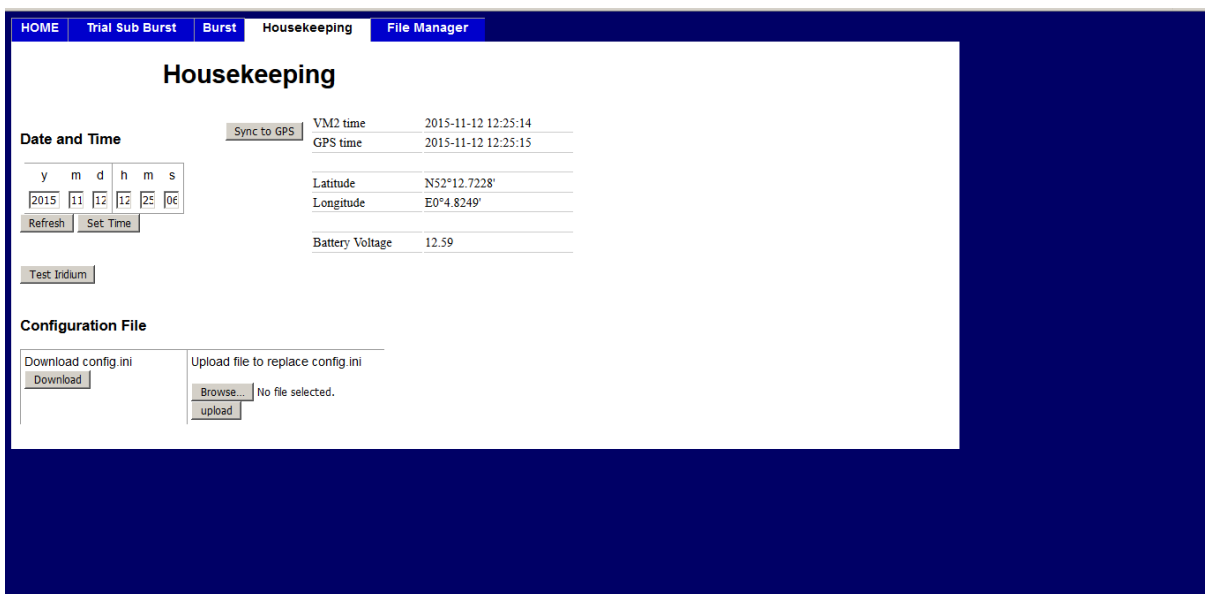 HOME Trial Sub Burst Burst Housekeeping File Manager
Housekeeping
Date and Time
Sync to GPS
VM2 time 2015-11-12 12:25:14
GPS time 2015-11-12 12:25:15
Latitude N52°12.7228'
Longitude E0°4.8249'
Battery Voltage 12.59
y m d h m s
2015 11 12 12 25 06
Refresh Set Time
Test Iridium
Configuration File
Download config.ini
Download
Upload file to replace config.ini
Browse... No file selected.
upload